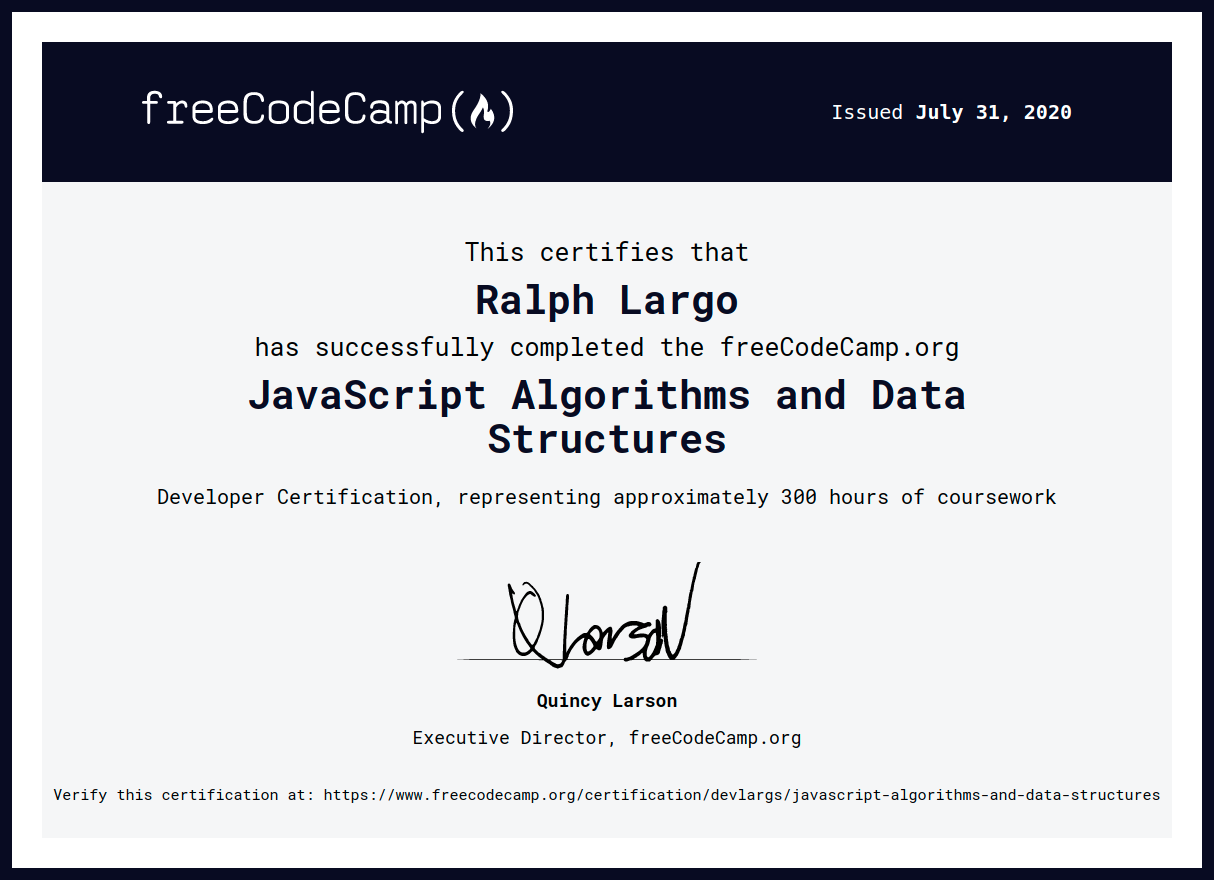 freeCodeCamp(🔥)
Issued July 31, 2020
This certifies that
Ralph Largo
has successfully completed the freeCodeCamp.org
JavaScript Algorithms and Data
Structures
Developer Certification, representing approximately 300 hours of coursework
Q Larson
Quincy Larson
Executive Director, freeCodeCamp.org
Verify this certification at: https://www.freecodecamp.org/certification/devlargs/javascript-algorithms-and-data-structures